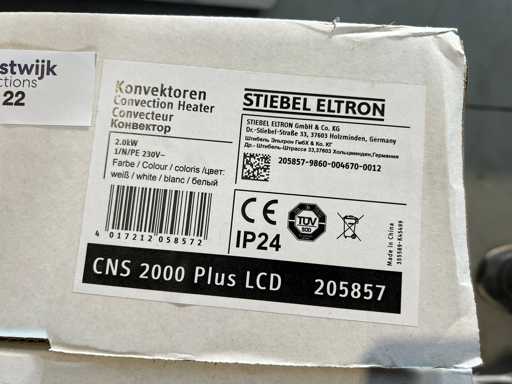 stwijk
ctions
22
Konvektoren
Convection Heater
Convecteur
Конвектор
2.0kW
1/N/PE 230V~
Farbe / Colour / coloris /цвет:
weiß / white / blanc / белый
4 017212 058572
STIEBEL ELTRON
STIEBEL ELTRON GmbH & Co. KG
Dr.-Stiebel-Straße 33, 37603 Holzminden, Germany
Штибель Эльтрон ГмбХ & Ко. КГ
Др.- Штибель-Штрассе 33,37603 Хольцминден,Германия
205857-9860-004670-0012
CE
IP24
TÜV
SÜD
Made in China
305589-K45489
CNS 2000 Plus LCD 205857